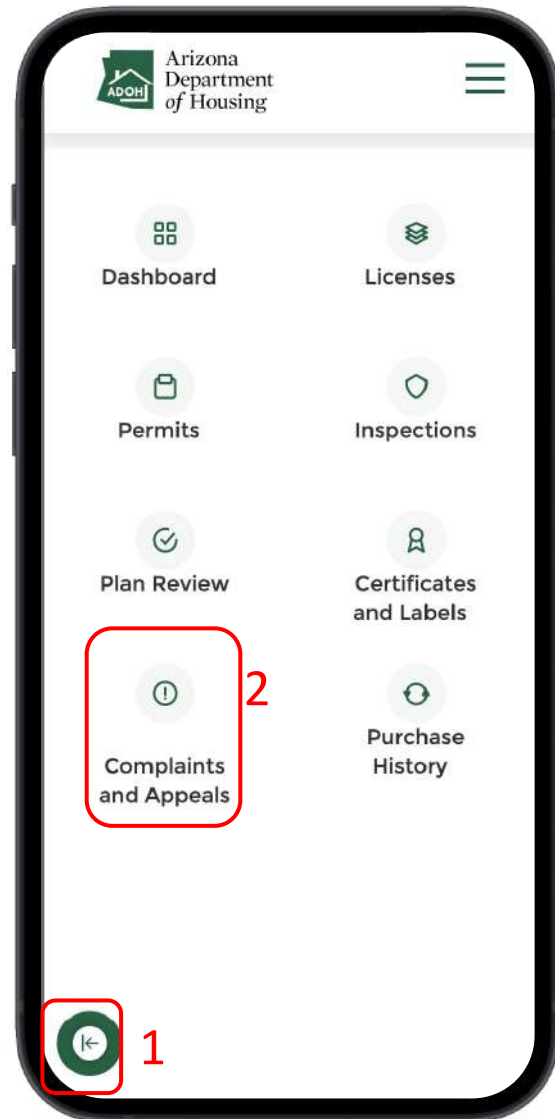 Arizona
Department
of Housing
ADOH
Dashboard
Licenses
Permits
Inspections
Plan Review
Certificates
and Labels
2
Complaints
and Appeals
Purchase
History
1